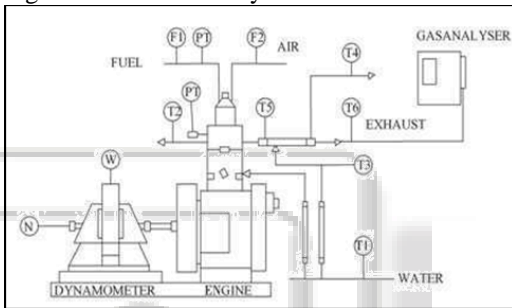 GASANALYSER
F1 PT F2
FUEL AIR
T4
PT
T2 T5 T6
EXHAUST
W T3
N
T1
WATER
DYNAMOMETER ENGINE